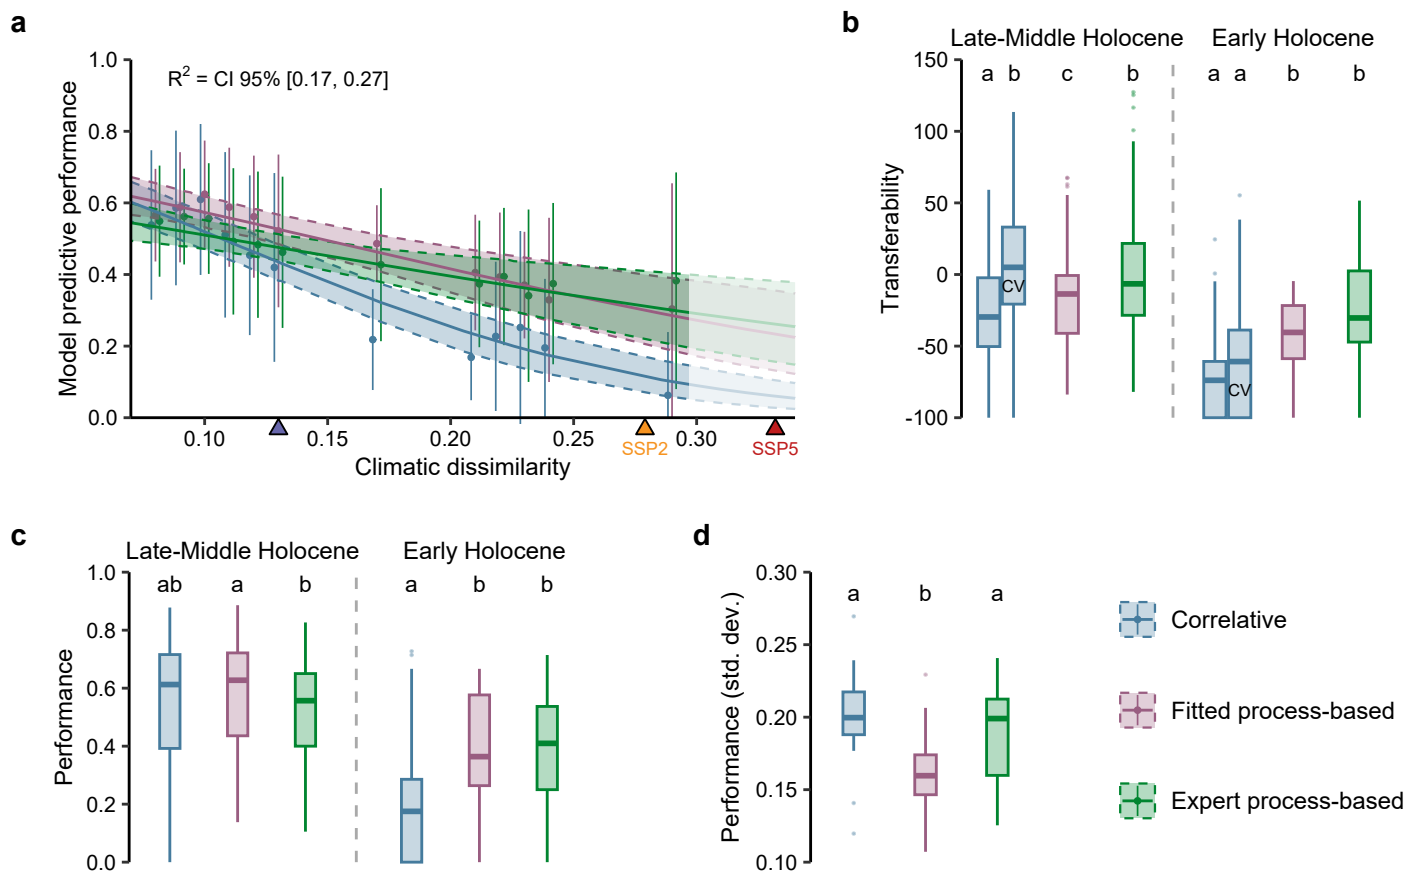 a
R2 = CI 95% [0.17, 0.27]
Model predictive performance
1.0
0.8
0.6
0.4
0.2
0.0
0.10
0.15
0.20
0.25
0.30
SSP2
SSP5
Climatic dissimilarity
b
Late-Middle Holocene
Early Holocene
a b c b a a b b
Transferability
150
100
50
0
-50
-100
CV
CV
c
Late-Middle Holocene
Early Holocene
ab a b a b b
Performance
1.0
0.8
0.6
0.4
0.2
0.0
d
a b a
Performance (std. dev.)
0.30
0.25
0.20
0.15
0.10
Correlative
Fitted process-based
Expert process-based